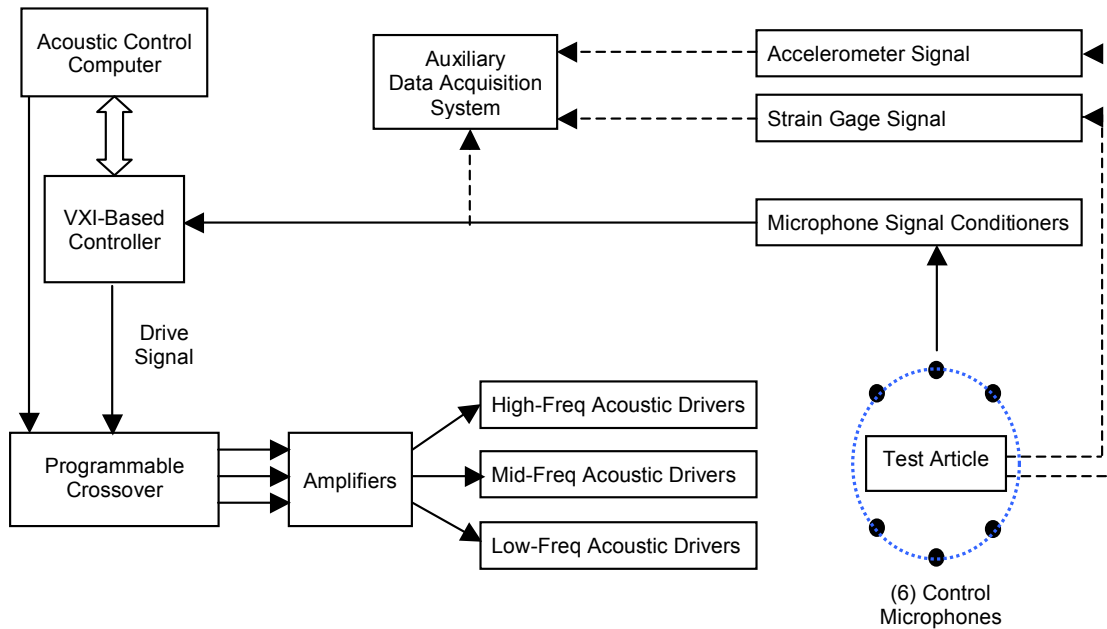 Acoustic Control
Computer
Auxiliary
Data Acquisition
System
Accelerometer Signal
Strain Gage Signal
VXI-Based
Controller
Microphone Signal Conditioners
Drive
Signal
High-Freq Acoustic Drivers
Programmable
Crossover
Amplifiers
Mid-Freq Acoustic Drivers
Test Article
Low-Freq Acoustic Drivers
(6) Control
Microphones